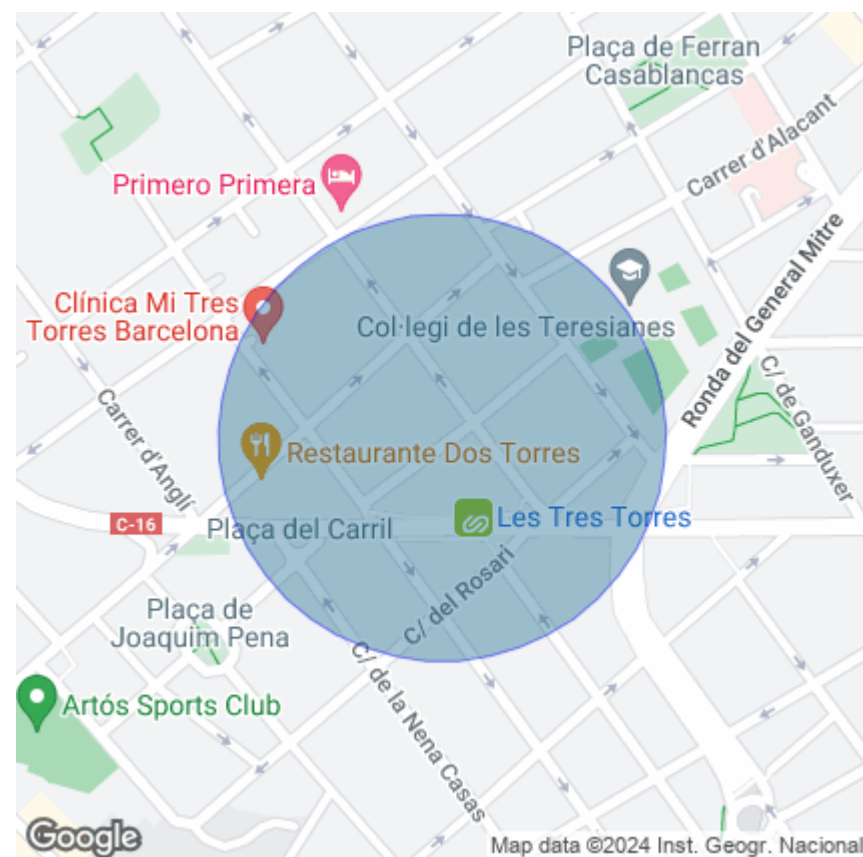 Plaça de Ferran
Casablancas
Carrer d'Alacant
Primero Primera
Ronda del General Mitre
Clínica Mi Tres
Torres Barcelona
Col·legi de les Teresianes
C/ de Ganduxer
Carrer d'Anglí
Restaurante Dos Torres
C-16
Plaça del Carril
Les Tres Torres
C/ del Rosari
Plaça de
Joaquim Pena
C/ de la Nena Casas
Artós Sports Club
Google
Map data ©2024 Inst. Geogr. Nacional